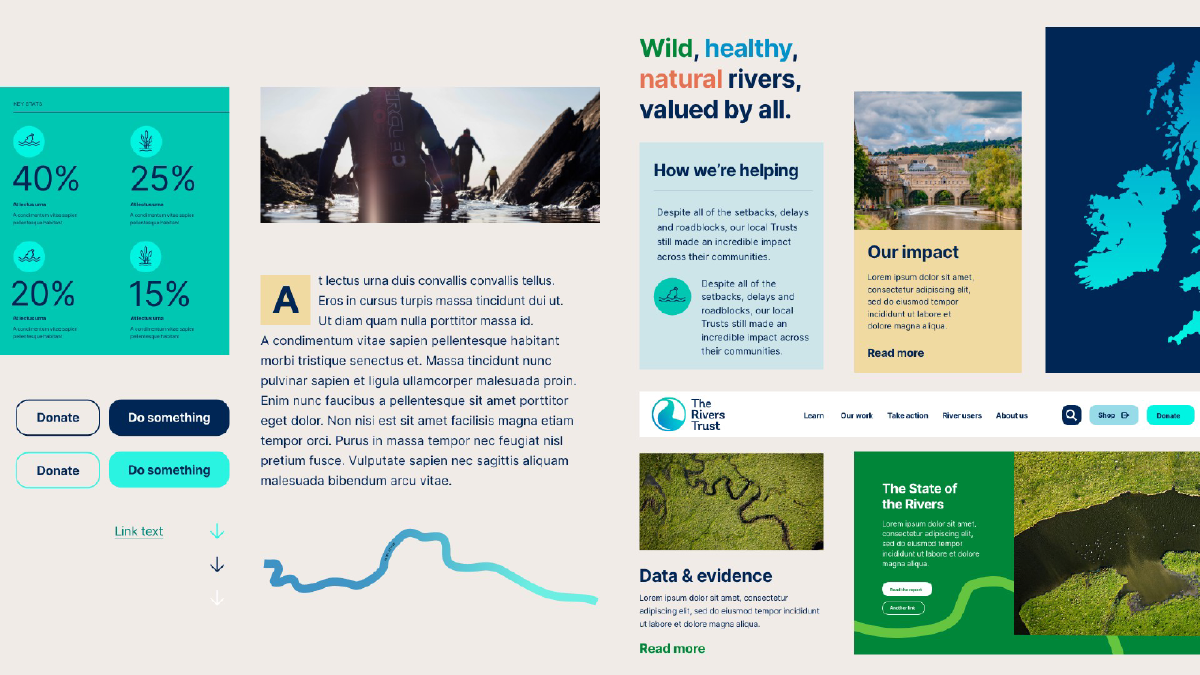 KEY STATS
40%
25%
At lectus urna
At lectus urna
A condimentum vitae sapien
pellentesque habitant
A condimentum vitae sapien
pellentesque habitant
20%
15%
At lectus urna
At lectus urna
A condimentum vitae sapien
pellentesque habitant
A condimentum vitae sapien
pellentesque habitant
Donate
Do something
Donate
Do something
Link text
At lectus urna duis convallis convallis tellus.
Eros in cursus turpis massa tincidunt dui ut.
Ut diam quam nulla porttitor massa id.
A condimentum vitae sapien pellentesque habitant
morbi tristique senectus et. Massa tincidunt nunc
pulvinar sapien et ligula ullamcorper malesuada proin.
Enim nunc faucibus a pellentesque sit amet porttitor
eget dolor. Non nisi est sit amet facilisis magna etiam
tempor orci. Purus in massa tempor nec feugiat nisl
pretium fusce. Vulputate sapien nec sagittis aliquam
malesuada bibendum arcu vitae.
Wild, healthy,
natural rivers,
valued by all.
How we're helping
Despite all of the setbacks, delays
and roadblocks, our local Trusts
still made an incredible impact
across their communities.
Despite all of the
setbacks, delays and
roadblocks, our local
Trusts still made an
incredible impact across
their communities.
Our impact
Lorem ipsum dolor sit amet,
consectetur adipiscing elit,
sed do eiusmod tempor
incididunt ut labore et
dolore magna aliqua.
Read more
The
Rivers
Trust
Learn
Our work
Take action
River users
About us
Shop
Donate
Data & evidence
Lorem ipsum dolor sit amet, consectetur
adipiscing elit, sed do eiusmod tempor incididunt
ut labore et dolore magna aliqua.
Read more
The State of
the Rivers
Lorem ipsum dolor sit amet,
consectetur adipiscing elit,
sed do eiusmod tempor
incididunt ut labore et dolore
magna aliqua.
Read the report
Another link